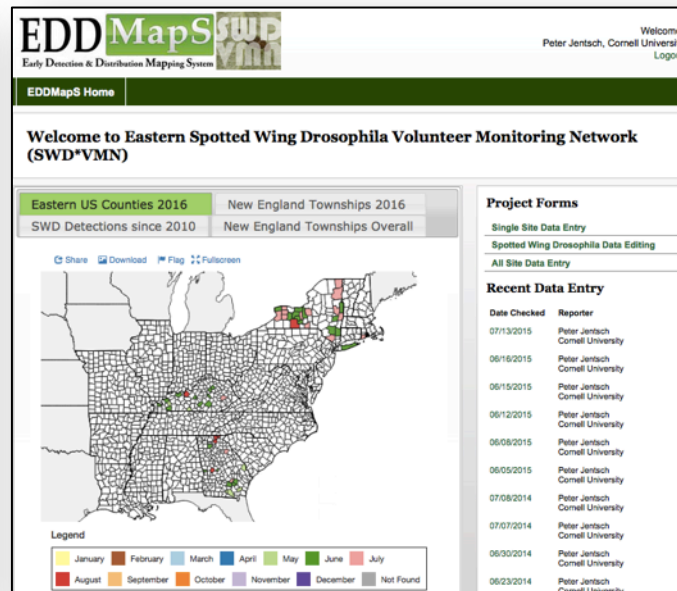 EDDMapS
SWD
VMN
Early Detection & Distribution Mapping System
Welcome
Peter Jentsch, Cornell Universit
Logou
EDDMapS Home
Welcome to Eastern Spotted Wing Drosophila Volunteer Monitoring Network
(SWD*VMN)
Eastern US Counties 2016
New England Townships 2016
SWD Detections since 2010
New England Townships Overall
Share Download Flag Fullscreen
Legend
January February March April May June July
August September October November December Not Found
Project Forms
Single Site Data Entry
Spotted Wing Drosophila Data Editing
All Site Data Entry
Recent Data Entry
Date Checked Reporter
07/13/2015 Peter Jentsch
Cornell University
06/16/2015 Peter Jentsch
Cornell University
06/15/2015 Peter Jentsch
Cornell University
06/12/2015 Peter Jentsch
Cornell University
06/08/2015 Peter Jentsch
Cornell University
06/05/2015 Peter Jentsch
Cornell University
07/08/2014 Peter Jentsch
Cornell University
07/07/2014 Peter Jentsch
Cornell University
06/30/2014 Peter Jentsch
Cornell University
06/23/2014 Peter Jentsch
Cornell University